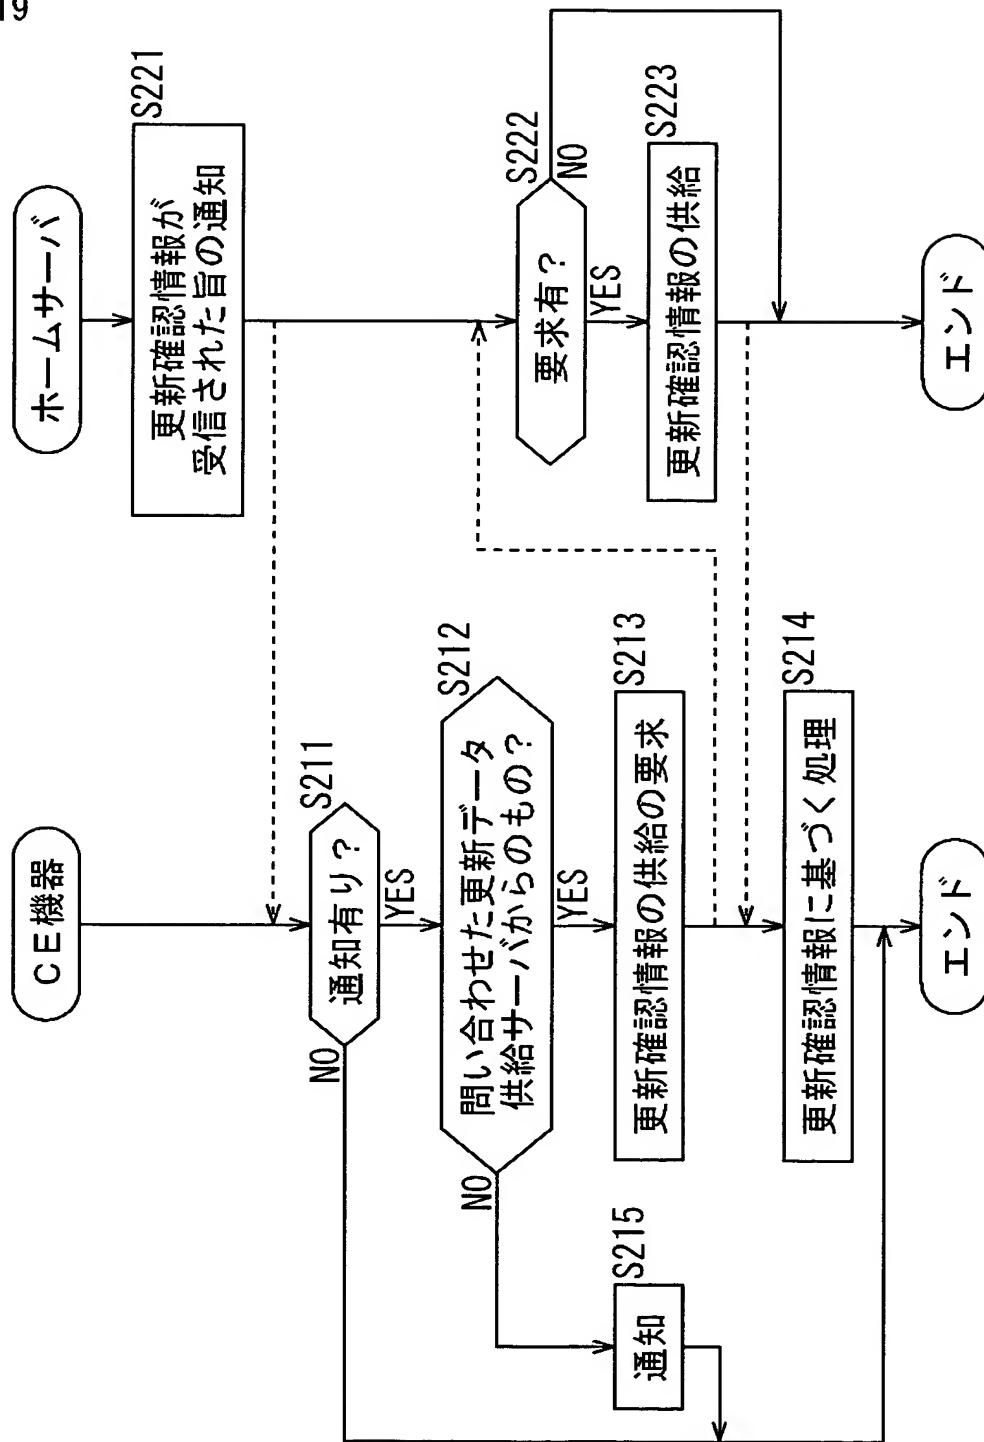 19
CE機器
通知有り？
S211
YES
NO
問い合わせた更新データ
供給サーバからのもの？
S212
YES
NO
更新確認情報の供給の要求
S213
更新確認情報に基づく処理
S214
通知
S215
エンド
ホームサーバ
更新確認情報が
受信された旨の通知
S221
要求有？
S222
NO
YES
更新確認情報の供給
S223
エンド